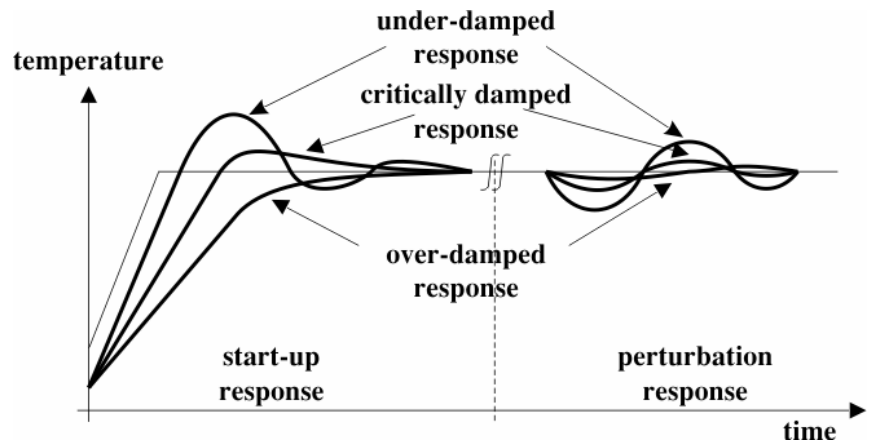 under-damped
response
temperature
critically damped
response
over-damped
response
start-up
response
perturbation
response
time